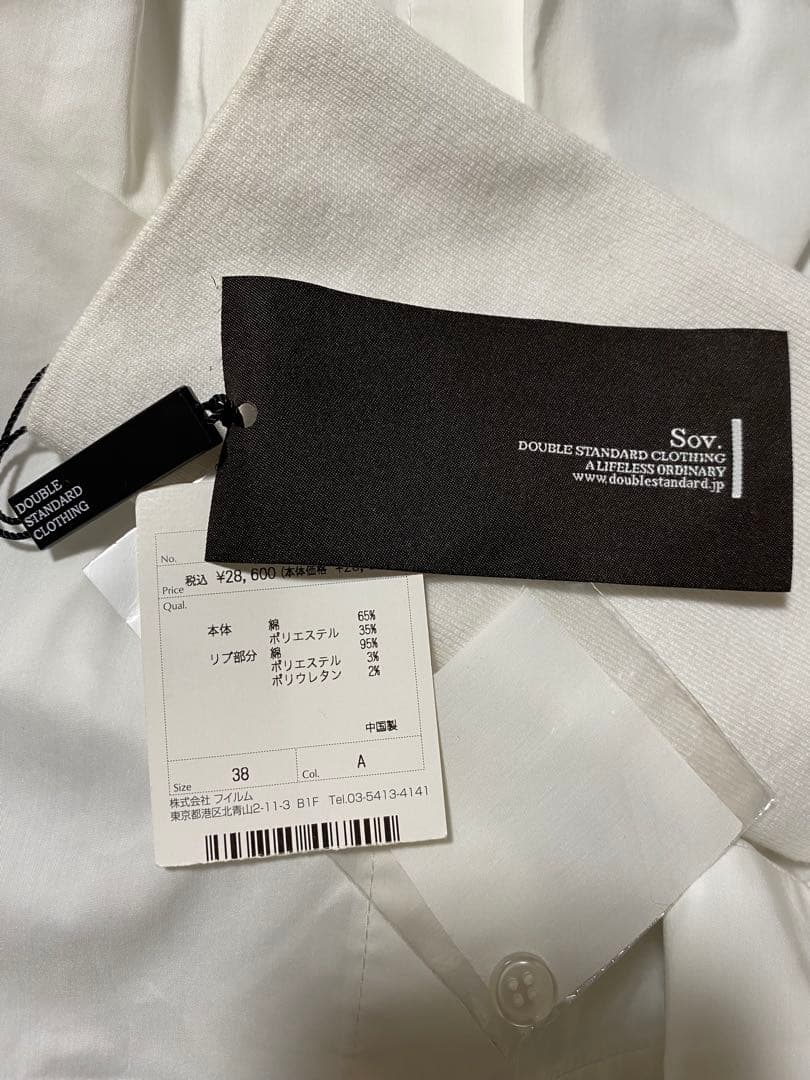 Sov.
DOUBLE STANDARD CLOTHING
A LIFELESS ORDINARY
www.doublestandard.jp
DOUBLE
STANDARD
CLOTHING
No.
Price 税込 ¥28,600 (本体価格
Qual.
本体 綿 65%
ポリエステル 35%
リブ部分 綿 95%
ポリエステル 3%
ポリウレタン 2%
中国製
Size 38 Col. A
株式会社 フイルム
東京都港区北青山2-11-3 B1F Tel.03-5413-4141